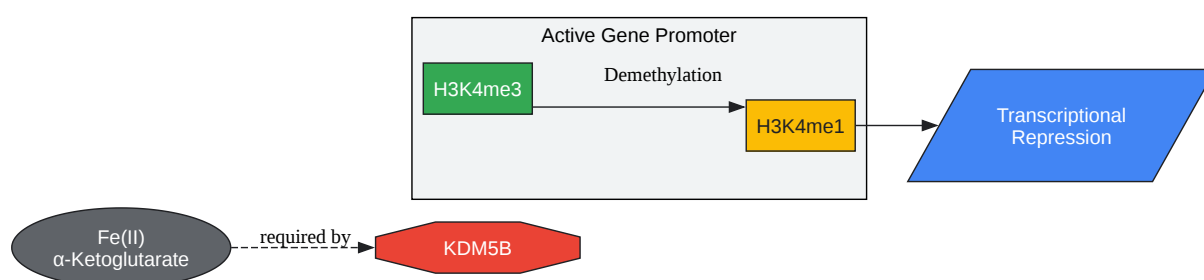 Active Gene Promoter
H3K4me3
Demethylation
H3K4me1
Transcriptional
Repression
Fe(II)
α-Ketoglutarate
required by
KDM5B